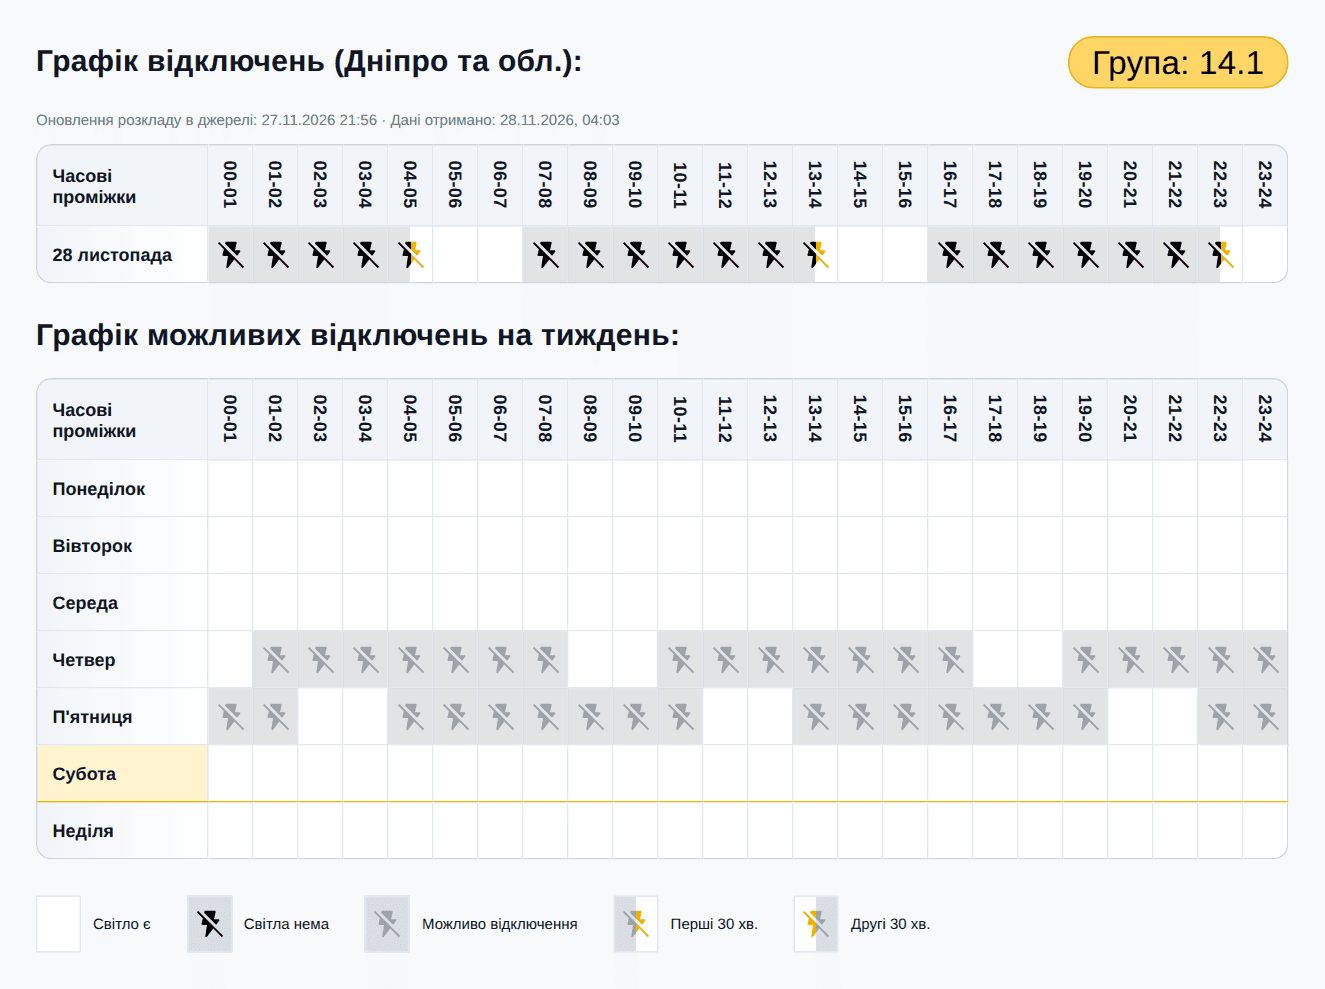 Графік відключень (Дніпро та обл.):
Група: 14.1
Оновлення розкладу в джерелі: 27.11.2026 21:56 · Дані отримано: 28.11.2026, 04:03
Часові
проміжки
00-01 01-02 02-03 03-04 04-05 05-06 06-07 07-08 08-09 09-10 10-11 11-12 12-13 13-14 14-15 15-16 16-17 17-18 18-19 19-20 20-21 21-22 22-23 23-24
28 листопада
Графік можливих відключень на тиждень:
Часові
проміжки
00-01 01-02 02-03 03-04 04-05 05-06 06-07 07-08 08-09 09-10 10-11 11-12 12-13 13-14 14-15 15-16 16-17 17-18 18-19 19-20 20-21 21-22 22-23 23-24
Понеділок
Вівторок
Середа
Четвер
П'ятниця
Субота
Неділя
Світло є
Світла нема
Можливо відключення
Перші 30 хв.
Другі 30 хв.